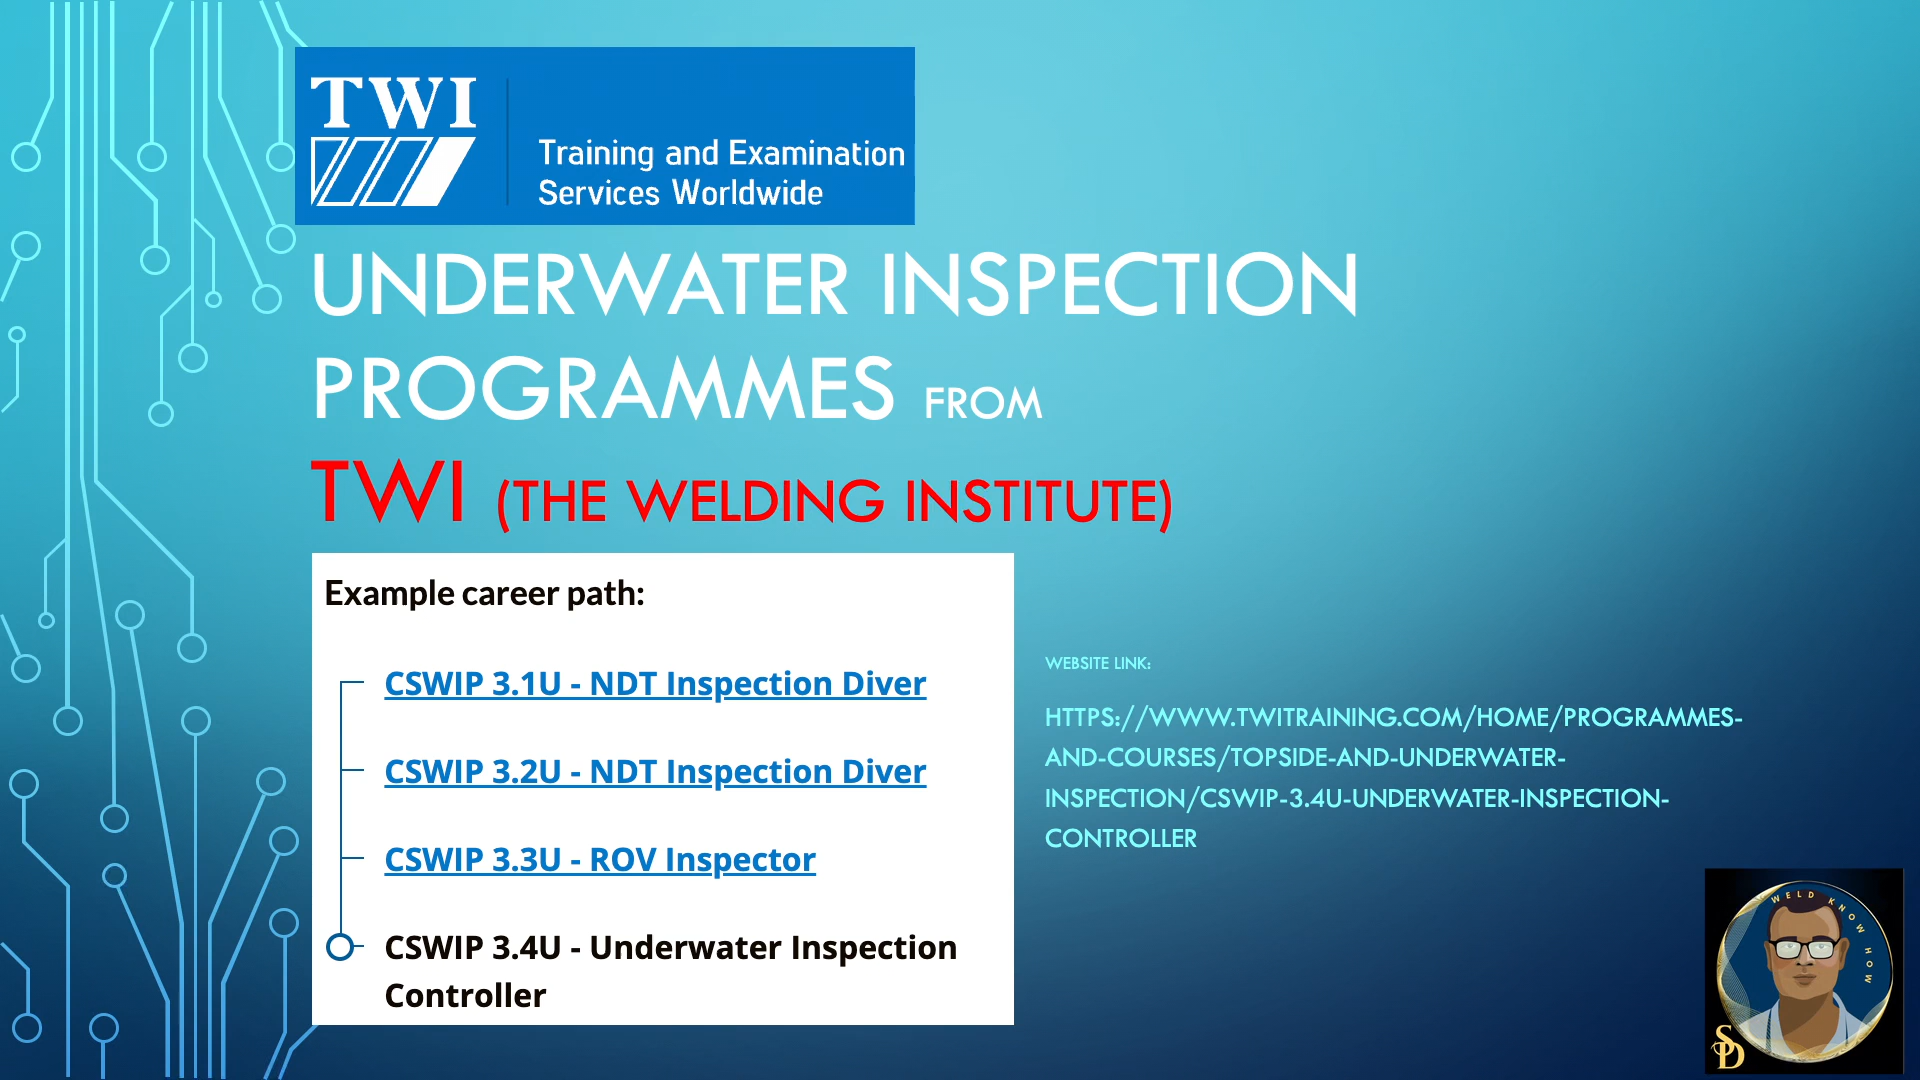 TWI
Training and Examination
Services Worldwide
UNDERWATER INSPECTION
PROGRAMMES FROM
TWI (THE WELDING INSTITUTE)
Example career path:
CSWIP 3.1U - NDT Inspection Diver
CSWIP 3.2U - NDT Inspection Diver
CSWIP 3.3U - ROV Inspector
CSWIP 3.4U - Underwater Inspection
Controller
WEBSITE LINK:
HTTPS://WWW.TWITRAINING.COM/HOME/PROGRAMMES-
AND-COURSES/TOPSIDE-AND-UNDERWATER-
INSPECTION/CSWIP-3.4U-UNDERWATER-INSPECTION-
CONTROLLER
WELD KNOW HOW
SD